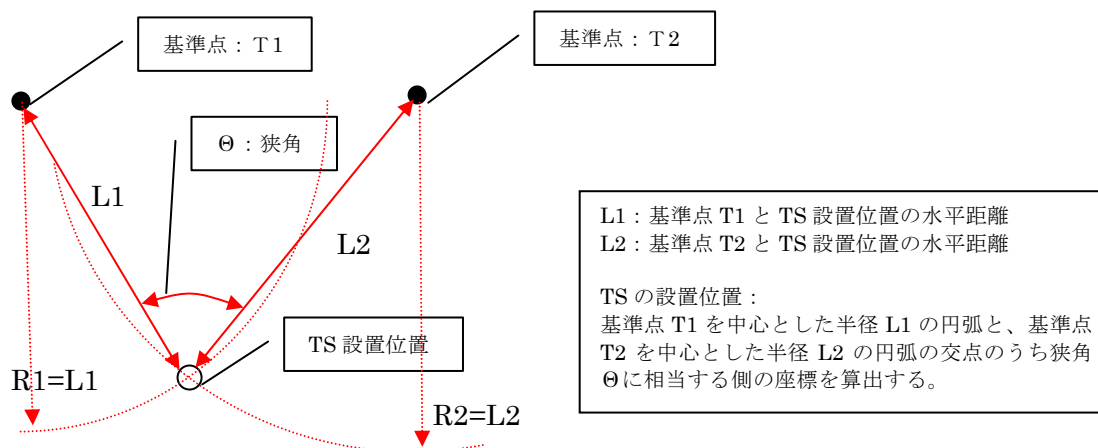 基準点：Ｔ1
基準点：Ｔ2
Θ：狭角
L1
L2
TS 設置位置
R1=L1
R2=L2
L1：基準点 T1 と TS 設置位置の水平距離
L2：基準点 T2 と TS 設置位置の水平距離
TS の設置位置：
基準点 T1 を中心とした半径 L1 の円弧と、基準点
T2 を中心とした半径 L2 の円弧の交点のうち狭角
Θに相当する側の座標を算出する。